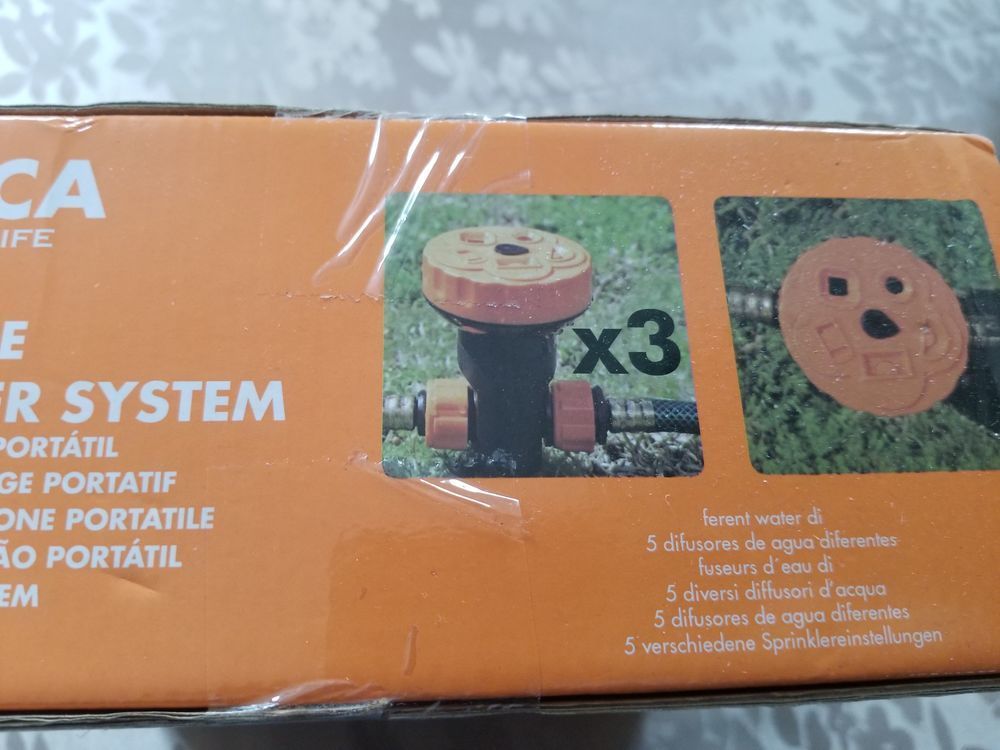 CA
IFE
E
ER SYSTEM
PORTÁTIL
GE PORTATIF
ONE PORTATILE
ÃO PORTÁTIL
EM
x3
ferent water di
5 difusores de agua diferentes
fuseurs d'eau di
5 diversi diffusori d'acqua
5 difusores de agua diferentes
5 verschiedene Sprinklereinstellungen